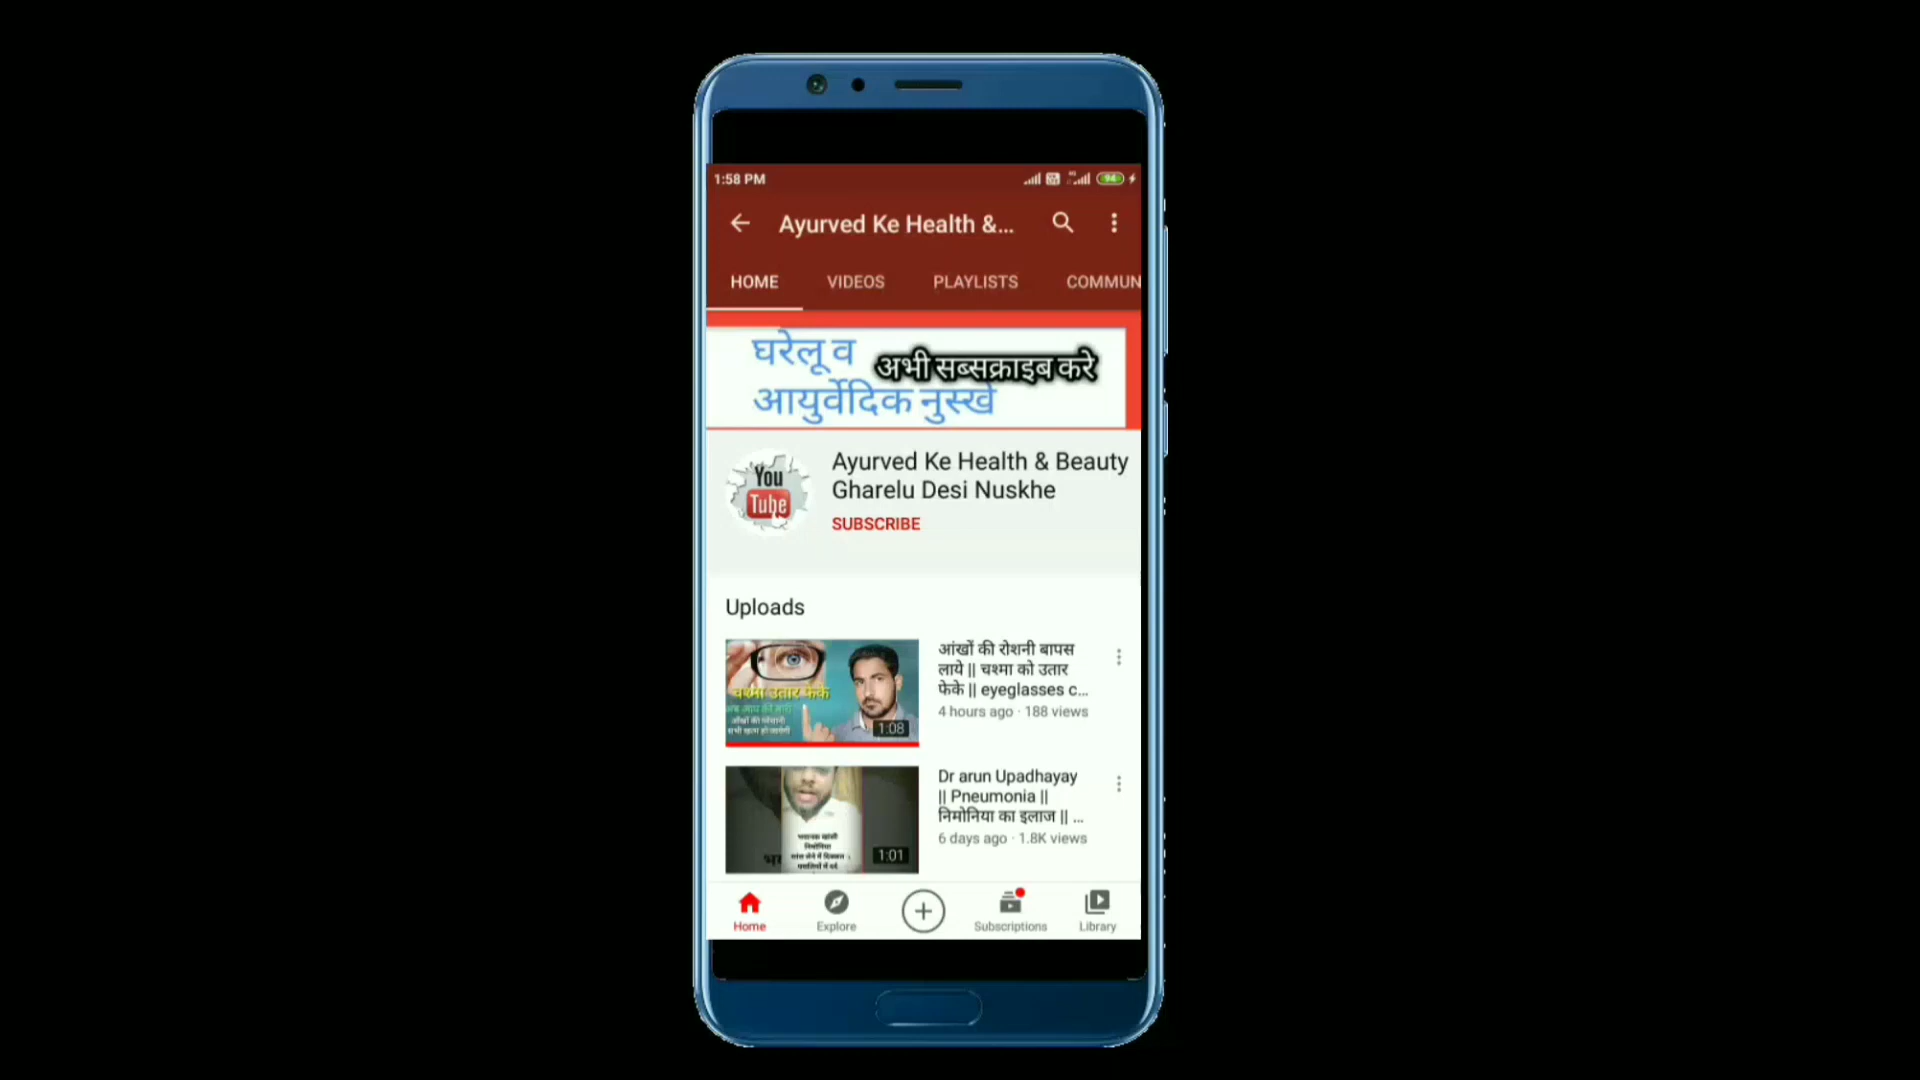 1:58 PM
94
Ayurved Ke Health &...
HOME VIDEOS PLAYLISTS COMMUN
घरेलू व
आयुर्वेदिक नुस्खे
अभी सब्सक्राइब करे
You
Tube
Ayurved Ke Health & Beauty
Gharelu Desi Nuskhe
SUBSCRIBE
Uploads
चश्मा उतार फेके
1:08
आंखों की रोशनी बापस
लाये || चश्मा को उतार
फेके || eyeglasses c...
4 hours ago · 188 views
1:01
Dr arun Upadhayay
|| Pneumonia ||
निमोनिया का इलाज || ...
6 days ago · 1.8K views
Home Explore Subscriptions Library